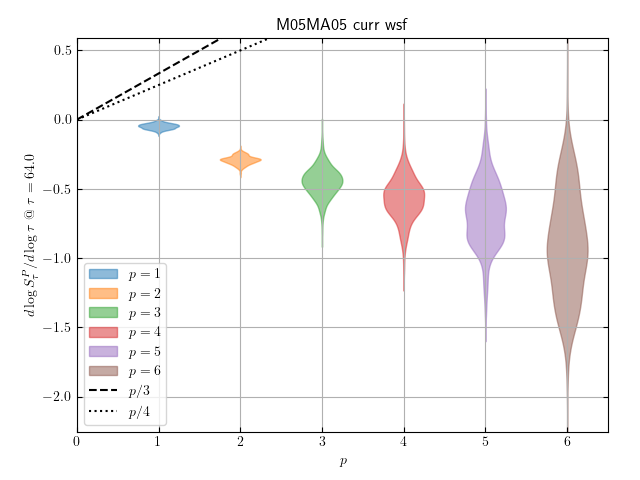 M05MA05 curr wsf
d log S_τ^p / d log τ @ τ = 64.0
0.5
0.0
−0.5
−1.0
−1.5
−2.0
p = 1
p = 2
p = 3
p = 4
p = 5
p = 6
p/3
p/4
0 1 2 3 4 5 6
p